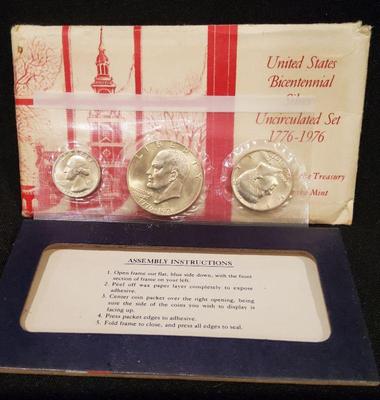 United States
Bicentennial
Uncirculated Set
1776-1976
Treasury
Mint
LIBERTY
ASSEMBLY INSTRUCTIONS
1. Open frame out flat, blue side down, with the front
section of frame on your left.
2. Peel off wax paper layer completely to expose
adhesive.
3. Center coin packet over the right opening, being
sure the side of the coins you wish to display is
facing up.
4. Press packet edges to adhesive.
5. Fold frame to close, and press all edges to seal.